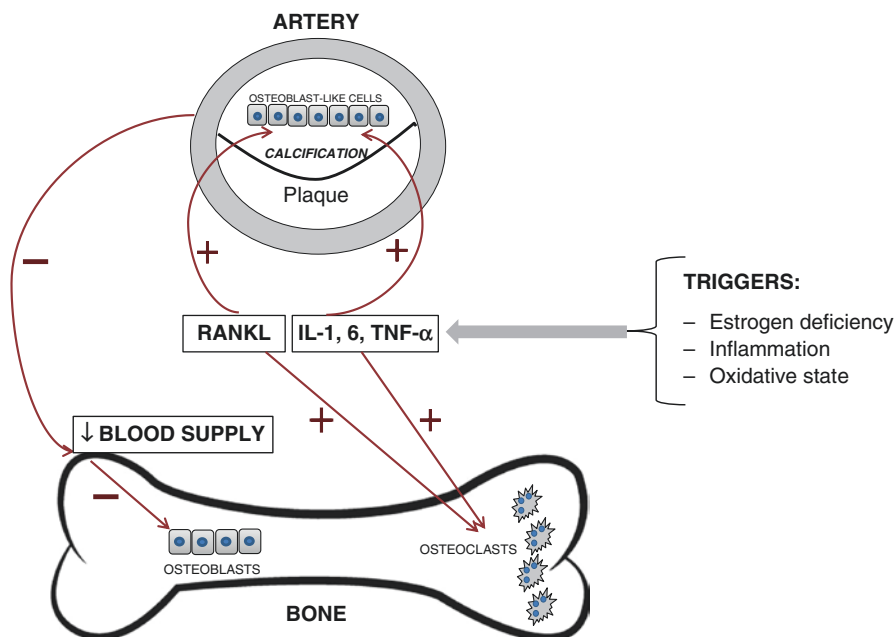 ARTERY
OSTEOBLAST-LIKE CELLS
CALCIFICATION
Plaque
−
+
+
TRIGGERS:
– Estrogen deficiency
– Inflammation
– Oxidative state
RANKL
IL-1, 6, TNF-α
+
+
↓ BLOOD SUPPLY
−
OSTEOBLASTS
OSTEOCLASTS
BONE